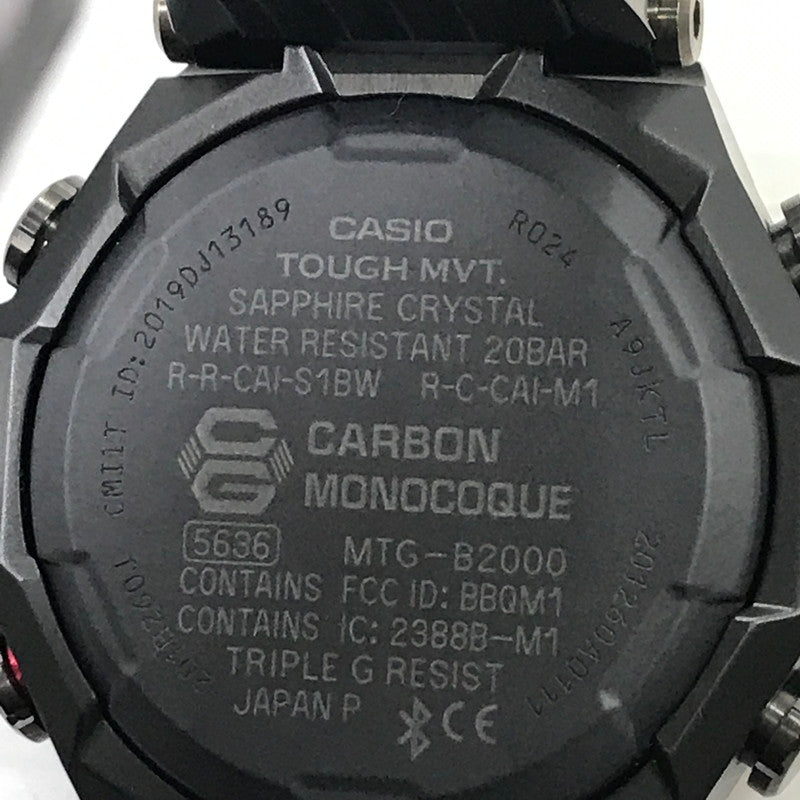 CASIO
TOUGH MVT.
SAPPHIRE CRYSTAL
WATER RESISTANT 20BAR
R-R-CAI-S1BW R-C-CAI-M1
CG
CARBON
MONOCOQUE
5636 MTG-B2000
CONTAINS FCC ID: BBQM1
CONTAINS IC: 2388B-M1
TRIPLE G RESIST
JAPAN P CE
CMIIT ID:2019DJ13189
R024
A9JKTL